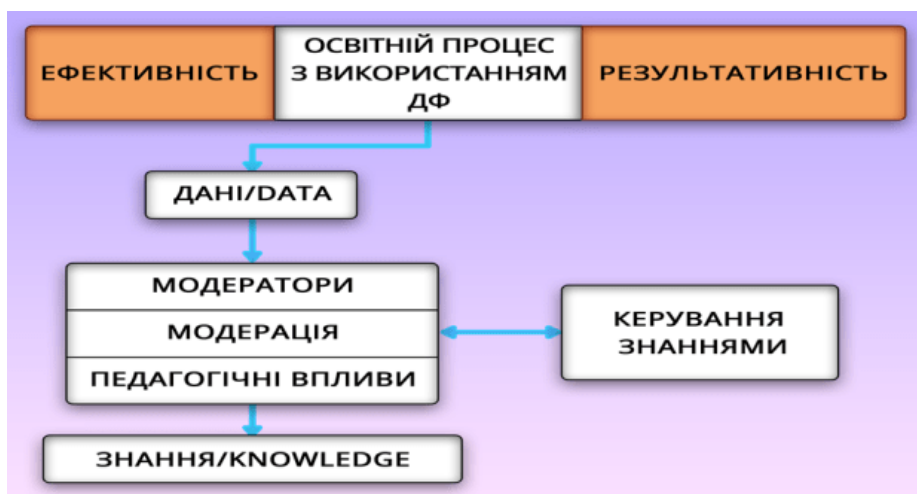 ЕФЕКТИВНІСТЬ
ОСВІТНІЙ ПРОЦЕС
З ВИКОРИСТАННЯМ
ДФ
РЕЗУЛЬТАТИВНІСТЬ
ДАНІ/DATA
МОДЕРАТОРИ
МОДЕРАЦІЯ
ПЕДАГОГІЧНІ ВПЛИВИ
КЕРУВАННЯ
ЗНАННЯМИ
ЗНАННЯ/KNOWLEDGE